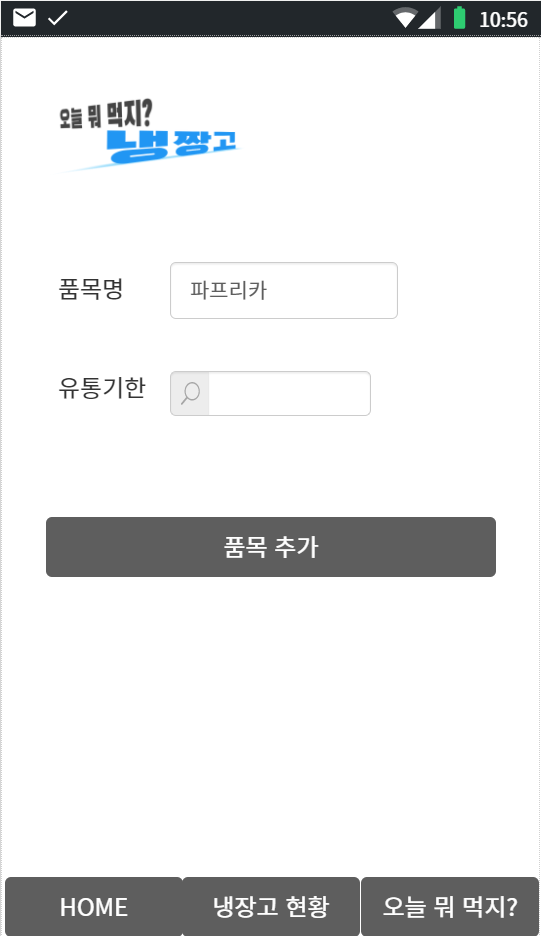 10:56
오늘 뭐 먹지?
냉 짱고
품목명
파프리카
유통기한
품목 추가
HOME
냉장고 현황
오늘 뭐 먹지?